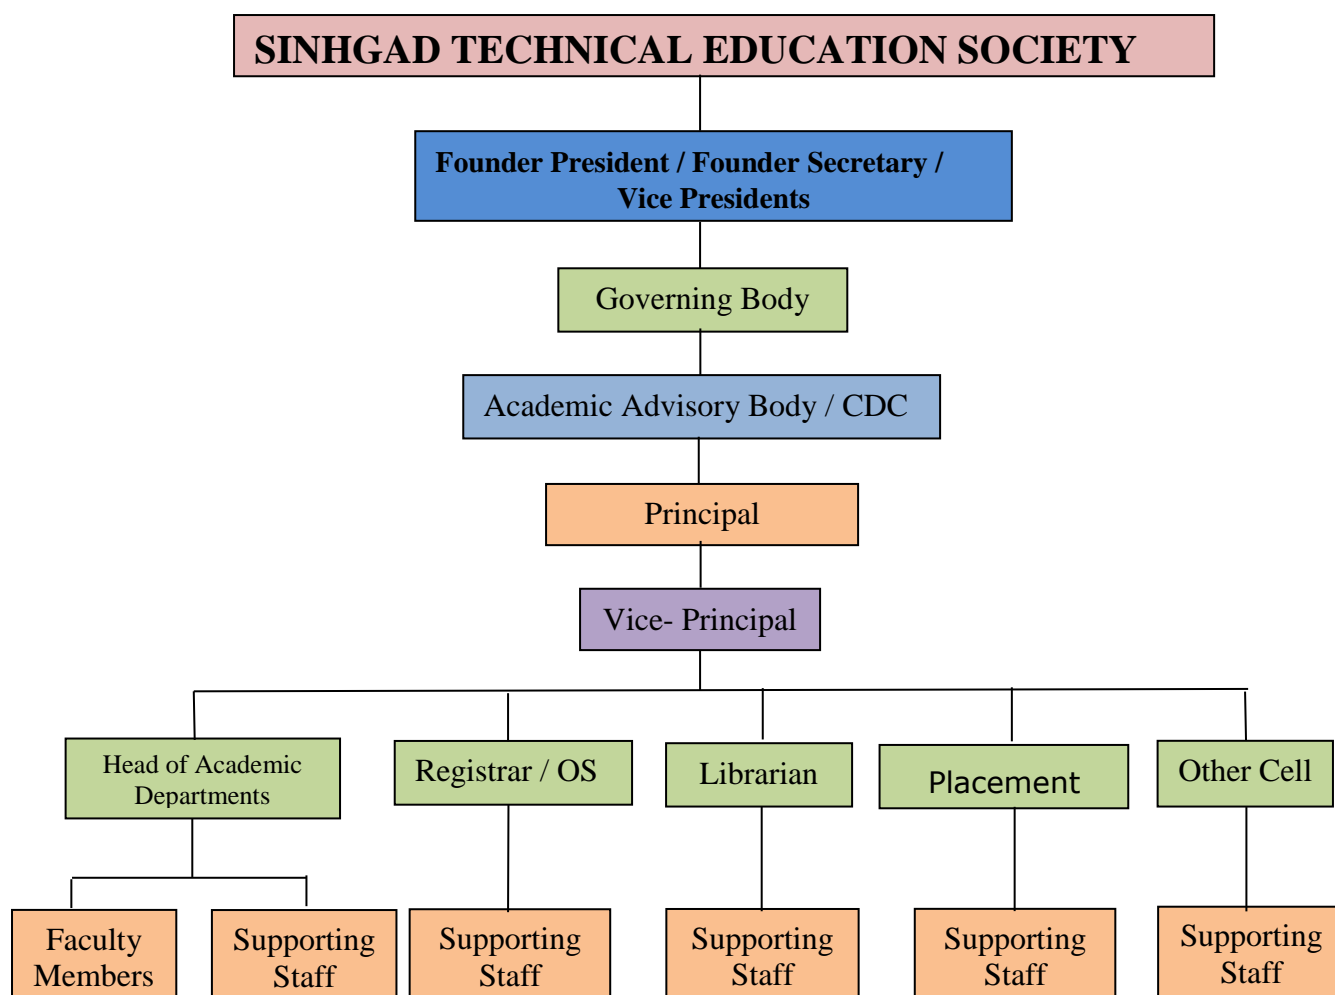 SINHGAD TECHNICAL EDUCATION SOCIETY
Founder President / Founder Secretary /
Vice Presidents
Governing Body
Academic Advisory Body / CDC
Principal
Vice- Principal
Head of Academic
Departments
Registrar / OS
Librarian
Placement
Other Cell
Faculty
Members
Supporting
Staff
Supporting
Staff
Supporting
Staff
Supporting
Staff
Supporting
Staff